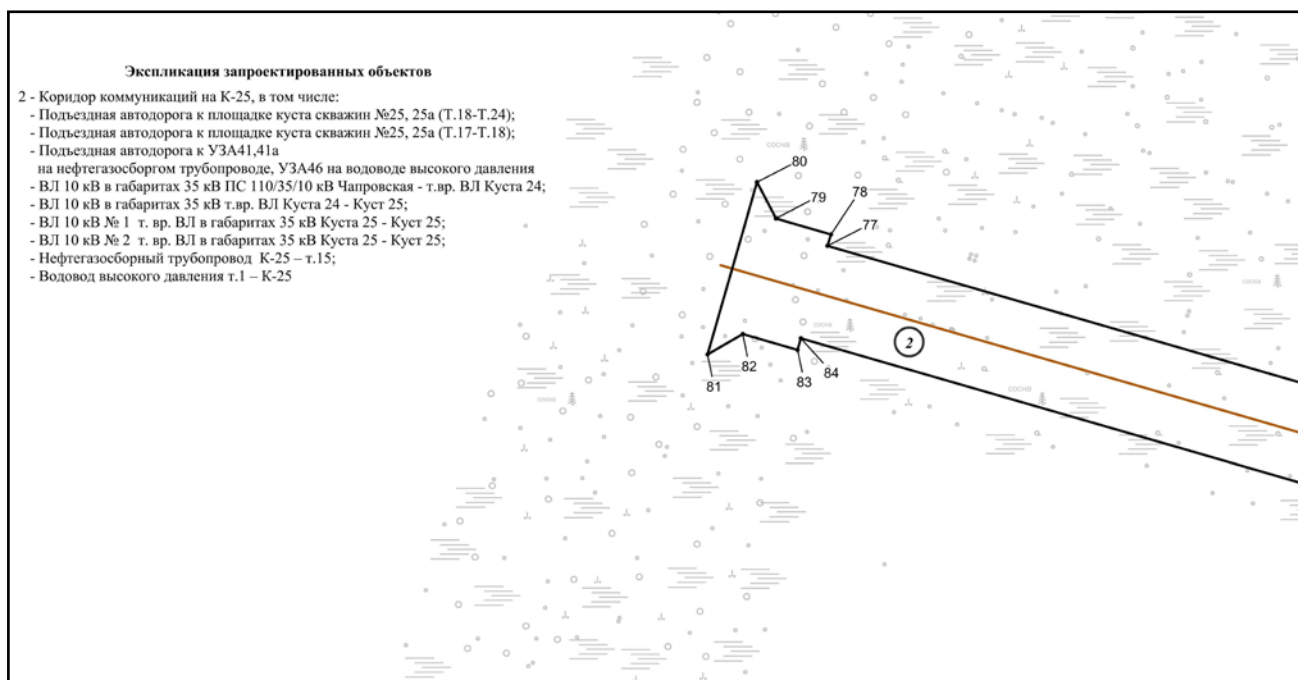 Экспликация запроектированных объектов
2 - Коридор коммуникаций на К-25, в том числе:
- Подъездная автодорога к площадке куста скважин №25, 25а (Т.18-Т.24);
- Подъездная автодорога к площадке куста скважин №25, 25а (Т.17-Т.18);
- Подъездная автодорога к УЗА41,41а
на нефтегазосборгом трубопроводе, УЗА46 на водоводе высокого давления
- ВЛ 10 кВ в габаритах 35 кВ ПС 110/35/10 кВ Чапровская - т.вр. ВЛ Куста 24;
- ВЛ 10 кВ в габаритах 35 кВ т.вр. ВЛ Куста 24 - Куст 25;
- ВЛ 10 кВ № 1 т. вр. ВЛ в габаритах 35 кВ Куста 25 - Куст 25;
- ВЛ 10 кВ № 2 т. вр. ВЛ в габаритах 35 кВ Куста 25 - Куст 25;
- Нефтегазосборный трубопровод К-25 – т.15;
- Водовод высокого давления т.1 – К-25
сосна
80
79
78
77
сосна
сосна
2
82
81
83
84
сосна
сосна